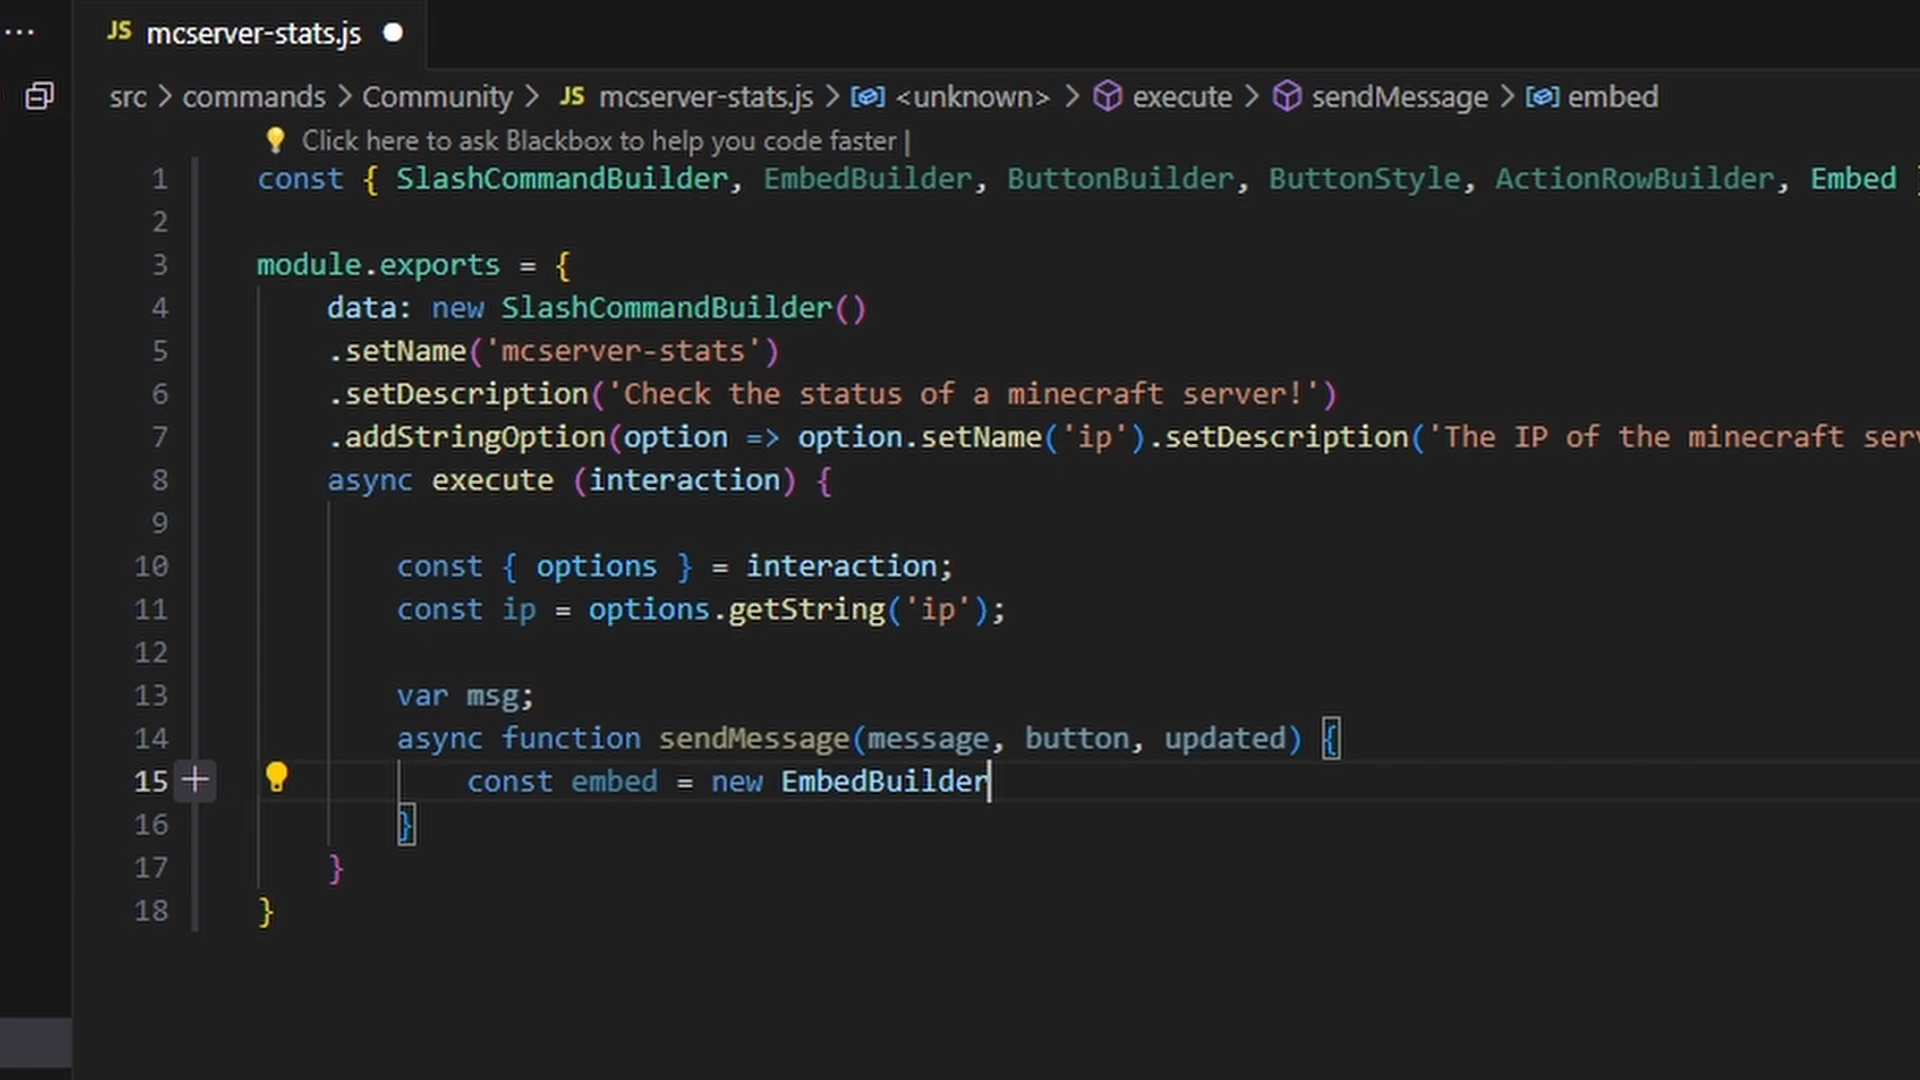 JS mcserver-stats.js
src > commands > Community > JS mcserver-stats.js > <unknown> > execute > sendMessage > embed
Click here to ask Blackbox to help you code faster |
1 const { SlashCommandBuilder, EmbedBuilder, ButtonBuilder, ButtonStyle, ActionRowBuilder, Embed }
2
3 module.exports = {
4 data: new SlashCommandBuilder()
5 .setName('mcserver-stats')
6 .setDescription('Check the status of a minecraft server!')
7 .addStringOption(option => option.setName('ip').setDescription('The IP of the minecraft serv
8 async execute (interaction) {
9
10 const { options } = interaction;
11 const ip = options.getString('ip');
12
13 var msg;
14 async function sendMessage(message, button, updated) {
15 const embed = new EmbedBuilder
16 }
17 }
18 }